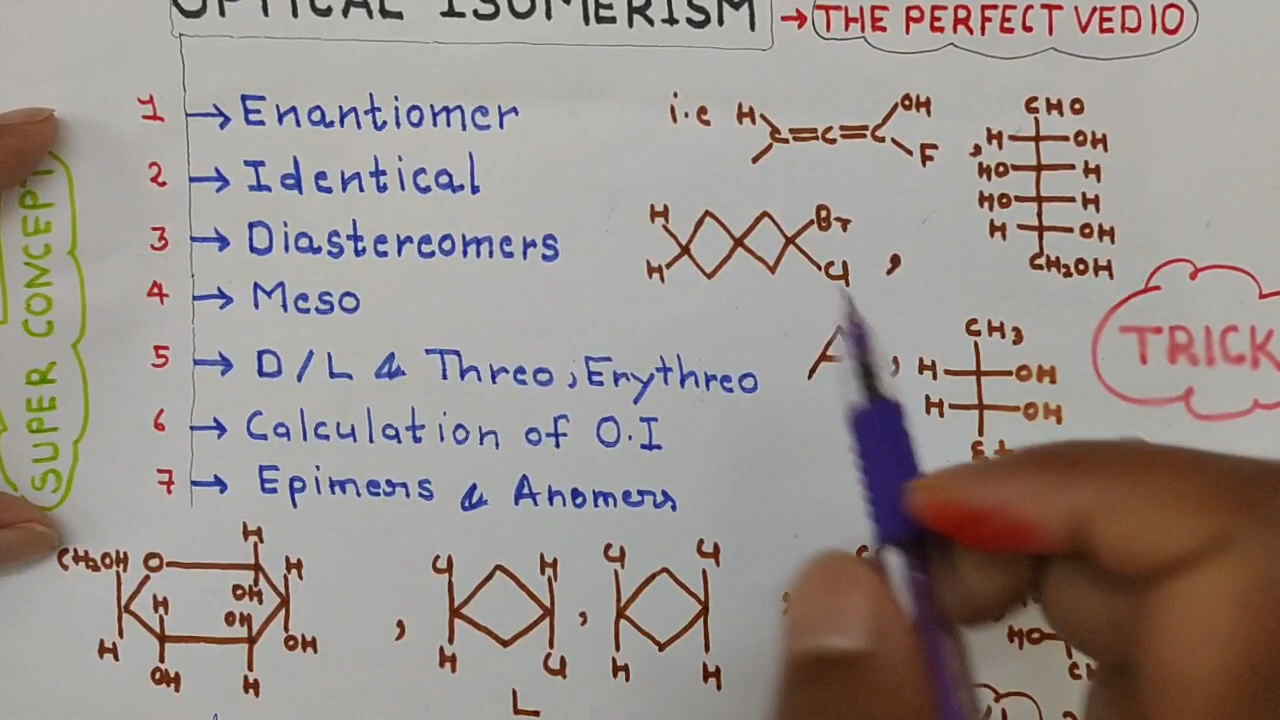 OPTICAL ISOMERISM → THE PERFECT VEDIO
SUPER CONCEPT
1 → Enantiomer
2 → Identical
3 → Diastereomers
4 → Meso
5 → D/L & Threo, Erythreo
6 → Calculation of O.I
7 → Epimers & Anomers
i.e H C=C=C OH F ,
CHO
H OH
HO H
HO H
H OH
CH2OH
H Br
H Cl ,
TRICK
,
CH3
H OH
H OH
Et
CH2OH O H H
H OH
OH
H OH
OH H
,
Cl H
H Cl
,
Cl Cl
H H
HO
L